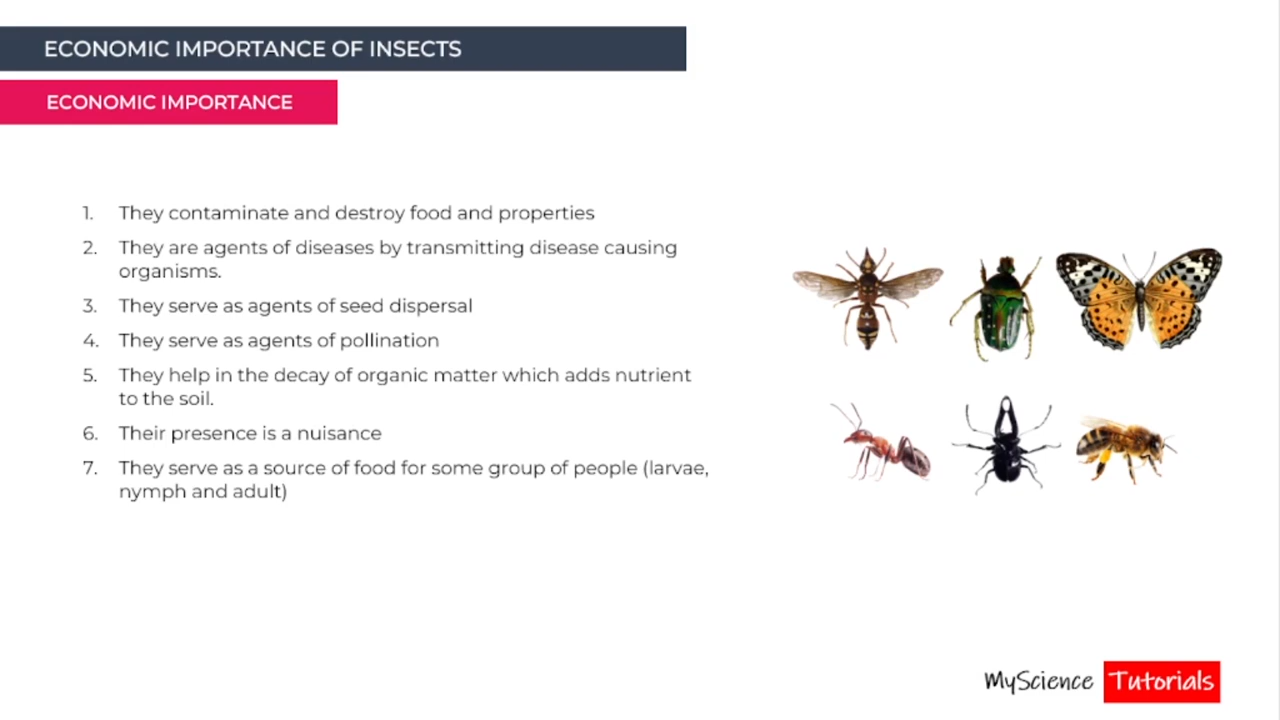 ECONOMIC IMPORTANCE OF INSECTS
ECONOMIC IMPORTANCE
1. They contaminate and destroy food and properties
2. They are agents of diseases by transmitting disease causing
organisms.
3. They serve as agents of seed dispersal
4. They serve as agents of pollination
5. They help in the decay of organic matter which adds nutrient
to the soil.
6. Their presence is a nuisance
7. They serve as a source of food for some group of people (larvae,
nymph and adult)
MyScience Tutorials